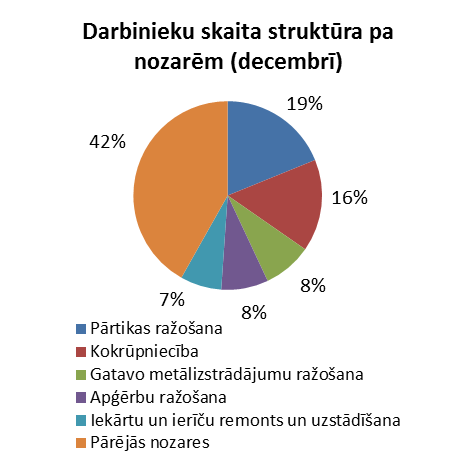 Darbinieku skaita struktūra pa
nozarēm (decembrī)
19%
42%
16%
8%
7%
8%
Pārtikas ražošana
Kokrūpniecība
Gatavo metālizstrādājumu ražošana
Apģērbu ražošana
Iekārtu un ierīču remonts un uzstādīšana
Pārējās nozares